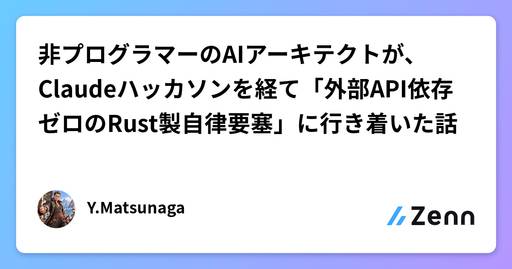 非プログラマーのAIアーキテクトが、
Claudeハッカソンを経て「外部API依存
ゼロのRust製自律要塞」に行き着いた話
Y.Matsunaga
Zenn